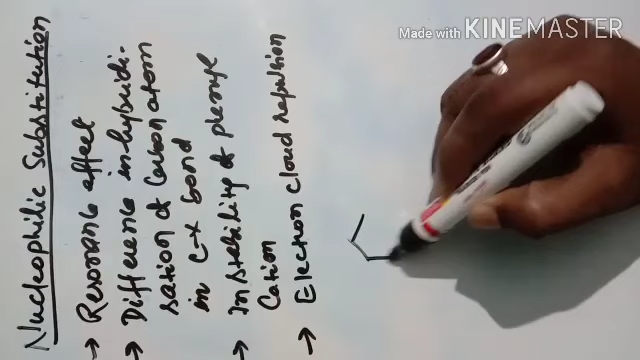 Made with KINEMASTER
Nucleophilic Substitution
→ Resonance effect
→ Difference in hybridi-
sation of Carbon atom
in C-X bond
→ Instability of phenyl
Cation
→ Electron cloud repulsion